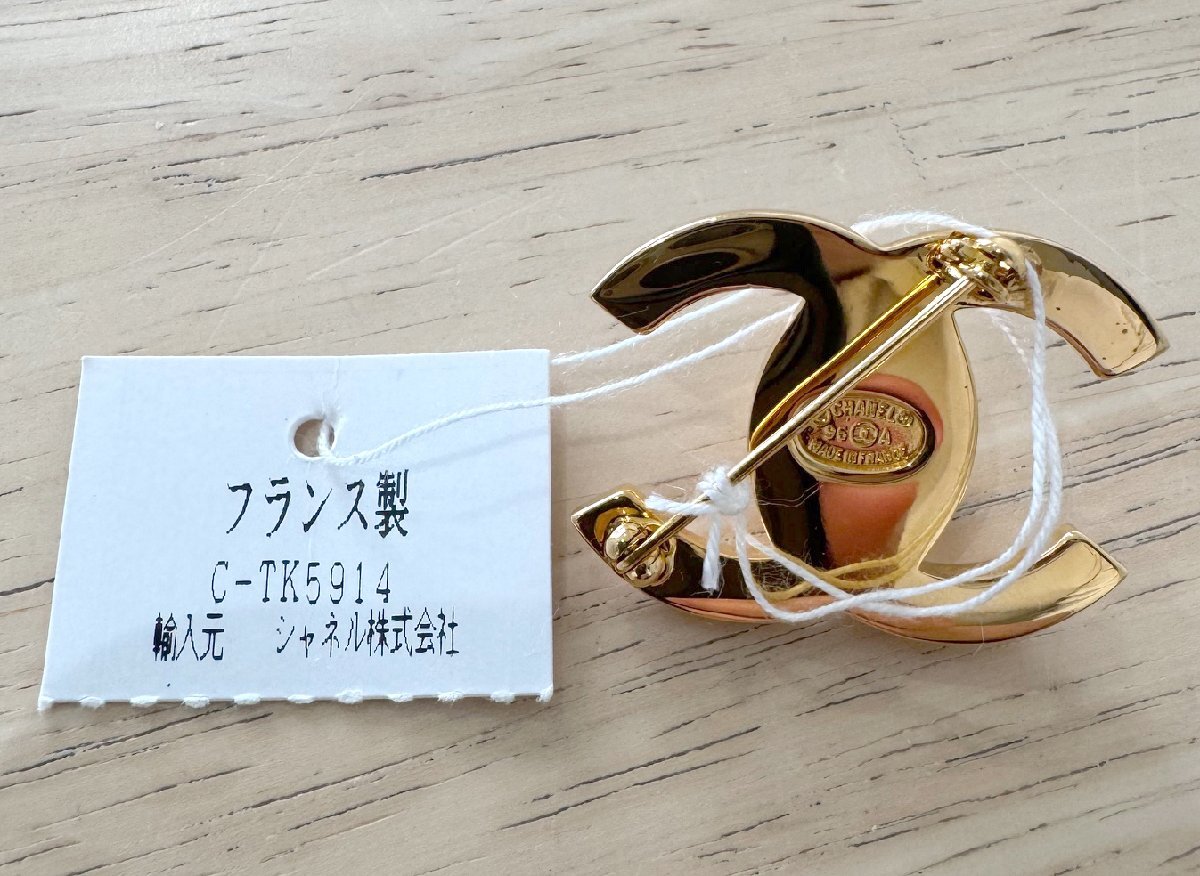 フランス製
C-TK5914
輸入元 シャネル株式会社
CHANEL
95 A
MADE IN FRANCE